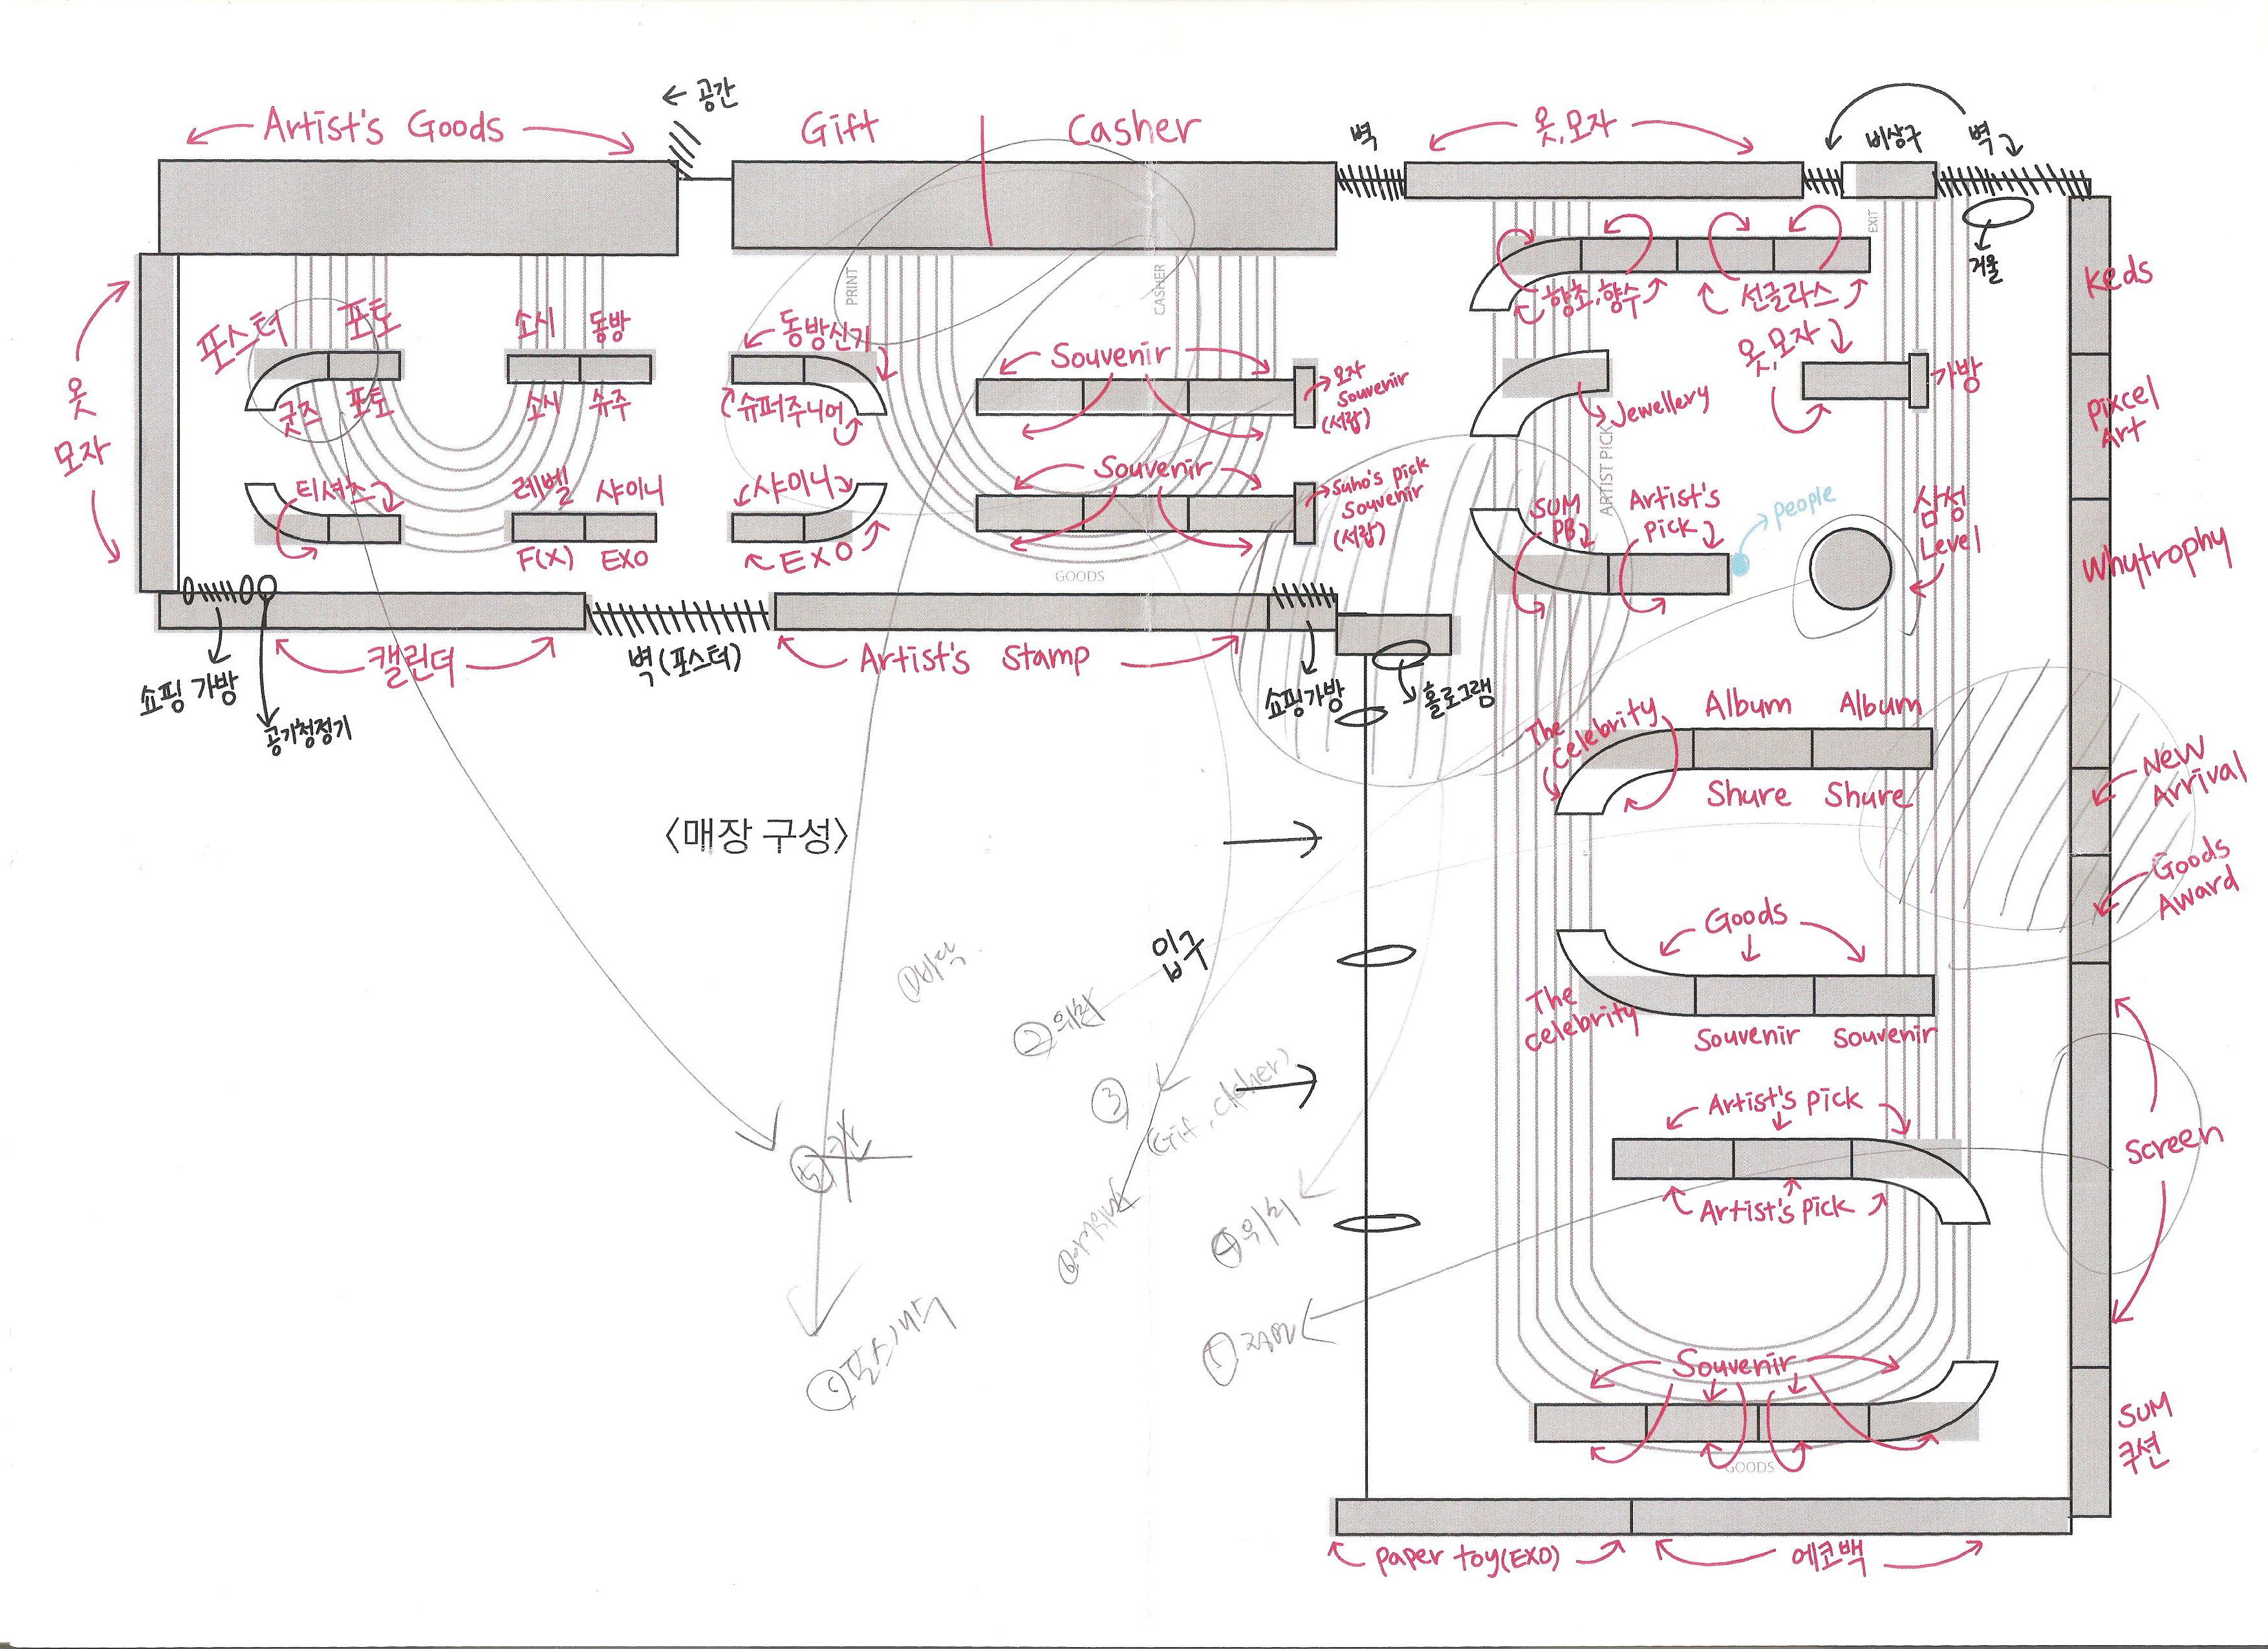 ← 공간
Artist's Goods
Gift
Casher
벽
옷,모자
비상구
벽
EXIT
거울
PRINT
CASHER
포스터
포토
소시
동방
굿즈
포토
소시
슈주
옷
모자
티셔츠
레벨
샤이니
F(x)
EXO
동방신기
슈퍼주니어
샤이니
EXO
Souvenir
모자
Souvenir
(서랍)
Souvenir
Suho's pick
Souvenir
(서랍)
GOODS
향초,향수
선글라스
옷,모자
가방
Jewellery
ARTIST PICK
SUM
PB
Artist's
pick
people
삼성
Level
Keds
pixcel
Art
Whytrophy
New
Arrival
Goods
Award
Screen
SUM
쿠션
쇼핑 가방
공기청정기
캘린더
벽(포스터)
Artist's Stamp
쇼핑가방
홀로그램
<매장 구성>
입구
The
Celebrity
Album
Album
Shure
Shure
Goods
The
celebrity
Souvenir
Souvenir
Artist's pick
Artist's pick
Souvenir
GOODS
paper toy(EXO)
에코백
②
③
(Gif, casher)
⑤
④
①